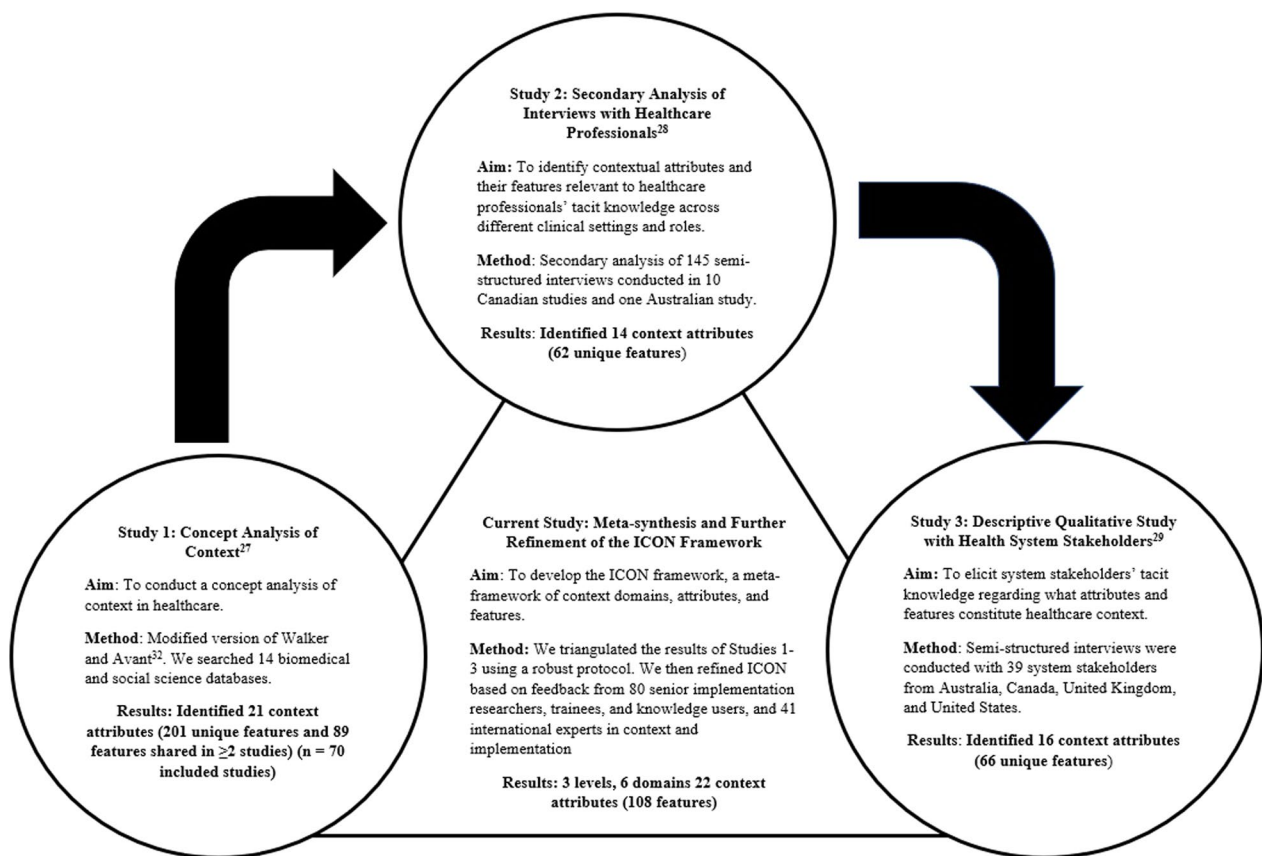 Study 2: Secondary Analysis of
Interviews with Healthcare
Professionals28
Aim: To identify contextual attributes and
their features relevant to healthcare
professionals’ tacit knowledge across
different clinical settings and roles.
Method: Secondary analysis of 145 semi-
structured interviews conducted in 10
Canadian studies and one Australian study.
Results: Identified 14 context attributes
(62 unique features)
Study 1: Concept Analysis of
Context27
Aim: To conduct a concept analysis of
context in healthcare.
Method: Modified version of Walker
and Avant32. We searched 14 biomedical
and social science databases.
Results: Identified 21 context
attributes (201 unique features and 89
features shared in ≥2 studies) (n = 70
included studies)
Current Study: Meta-synthesis and Further
Refinement of the ICON Framework
Aim: To develop the ICON framework, a meta-
framework of context domains, attributes, and
features.
Method: We triangulated the results of Studies 1-
3 using a robust protocol. We then refined ICON
based on feedback from 80 senior implementation
researchers, trainees, and knowledge users, and 41
international experts in context and
implementation
Results: 3 levels, 6 domains 22 context
attributes (108 features)
Study 3: Descriptive Qualitative Study
with Health System Stakeholders29
Aim: To elicit system stakeholders’ tacit
knowledge regarding what attributes and
features constitute healthcare context.
Method: Semi-structured interviews were
conducted with 39 system stakeholders
from Australia, Canada, United Kingdom,
and United States.
Results: Identified 16 context attributes
(66 unique features)